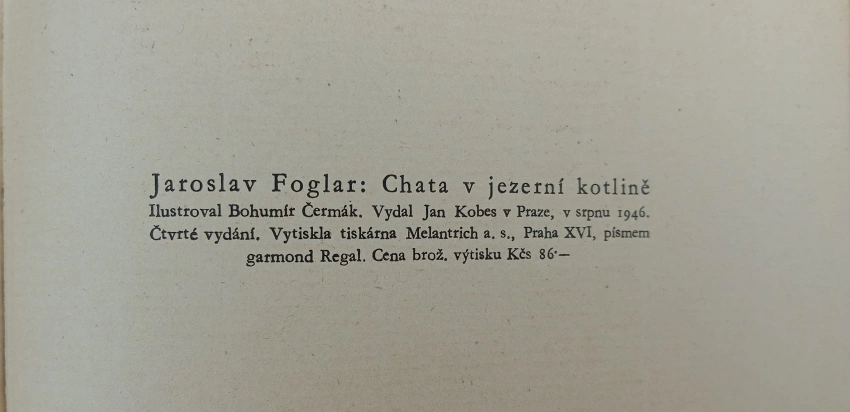 Jaroslav Foglar: Chata v jezerní kotlině
Ilustroval Bohumír Čermák. Vydal Jan Kobes v Praze, v srpnu 1946.
Čtvrté vydání. Vytiskla tiskárna Melantrich a. s., Praha XVI, písmem
garmond Regal. Cena brož. výtisku Kčs 86·—